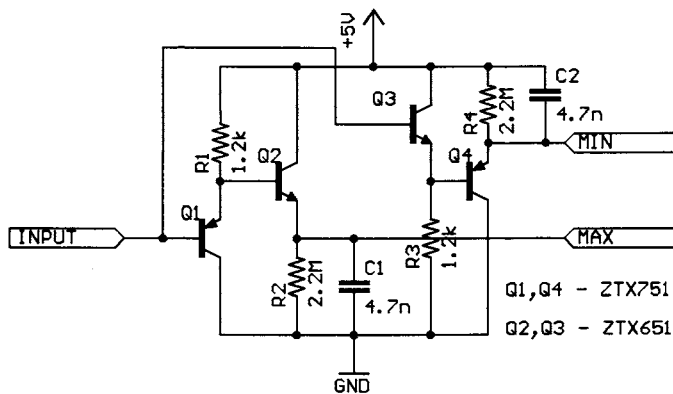 +5V
C2
4.7n
Q3
R4
2.2M
R1
1.2k
Q2
Q4
MIN
Q1
INPUT
MAX
R2
2.2M
C1
4.7n
R3
1.2k
Q1,Q4 - ZTX751
Q2,Q3 - ZTX651
GND